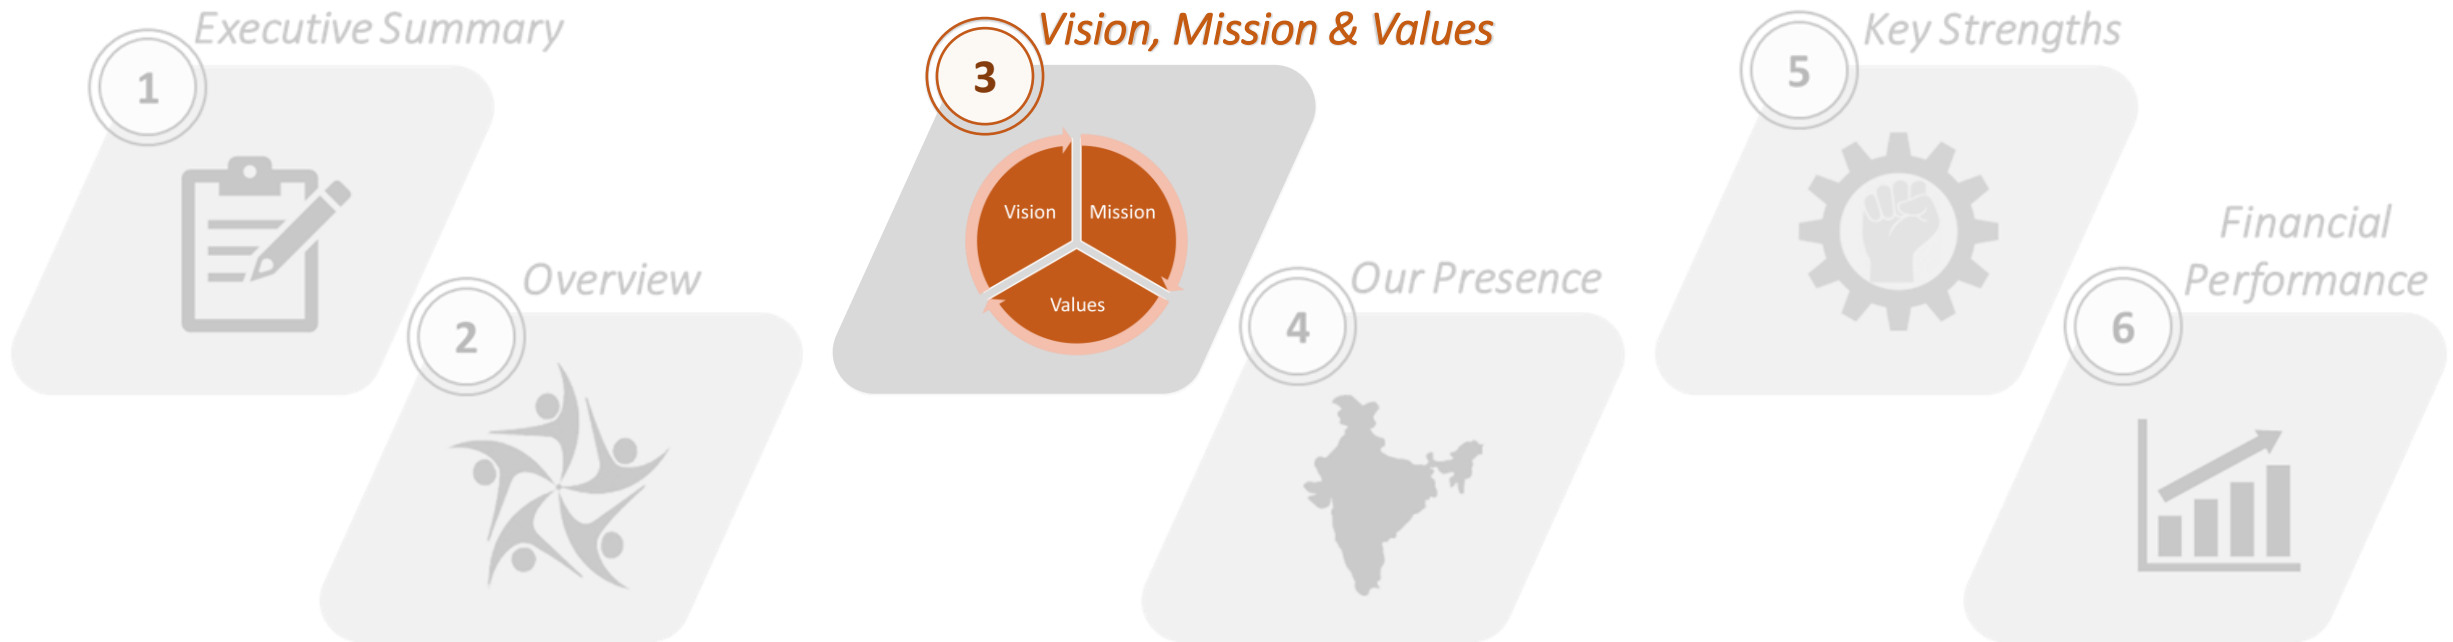 1
Executive Summary
2
Overview
3
Vision, Mission & Values
Vision
Mission
Values
4
Our Presence
5
Key Strengths
6
Financial
Performance